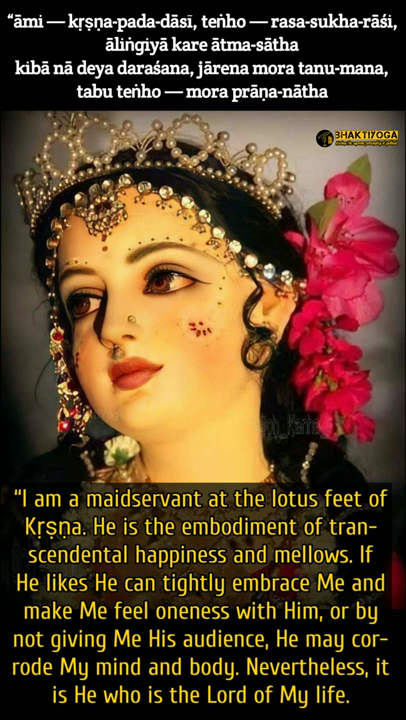 “āmi — kṛṣṇa-pada-dāsī, teṅho — rasa-sukha-rāśi,
āliṅgiyā kare ātma-sātha
kibā nā deya daraśana, jārena mora tanu-mana,
tabu teṅho — mora prāṇa-nātha
BHAKTIYOGA
“I am a maidservant at the lotus feet of
Kṛṣṇa. He is the embodiment of tran-
scendental happiness and mellows. If
He likes He can tightly embrace Me and
make Me feel oneness with Him, or by
not giving Me His audience, He may cor-
rode My mind and body. Nevertheless, it
is He who is the Lord of My life.